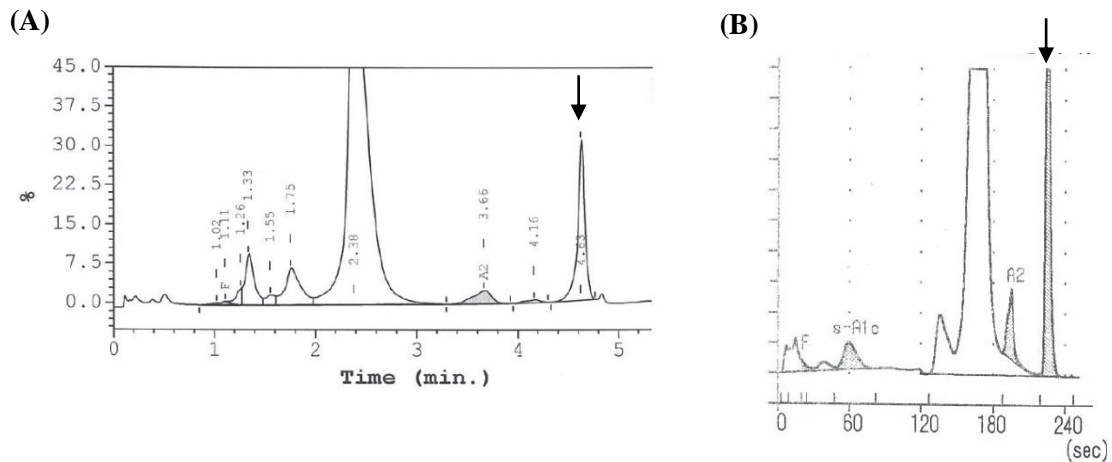 (A)
(B)
45.0
37.5
30.0
22.5
15.0
7.5
0.0
%
1.02
1.11
F
1.26
1.33
1.55
1.75
2.38
3.66
A2
4.16
4.63
0 1 2 3 4 5
Time (min.)
F
s-A1c
A2
0 60 120 180 240
(sec)